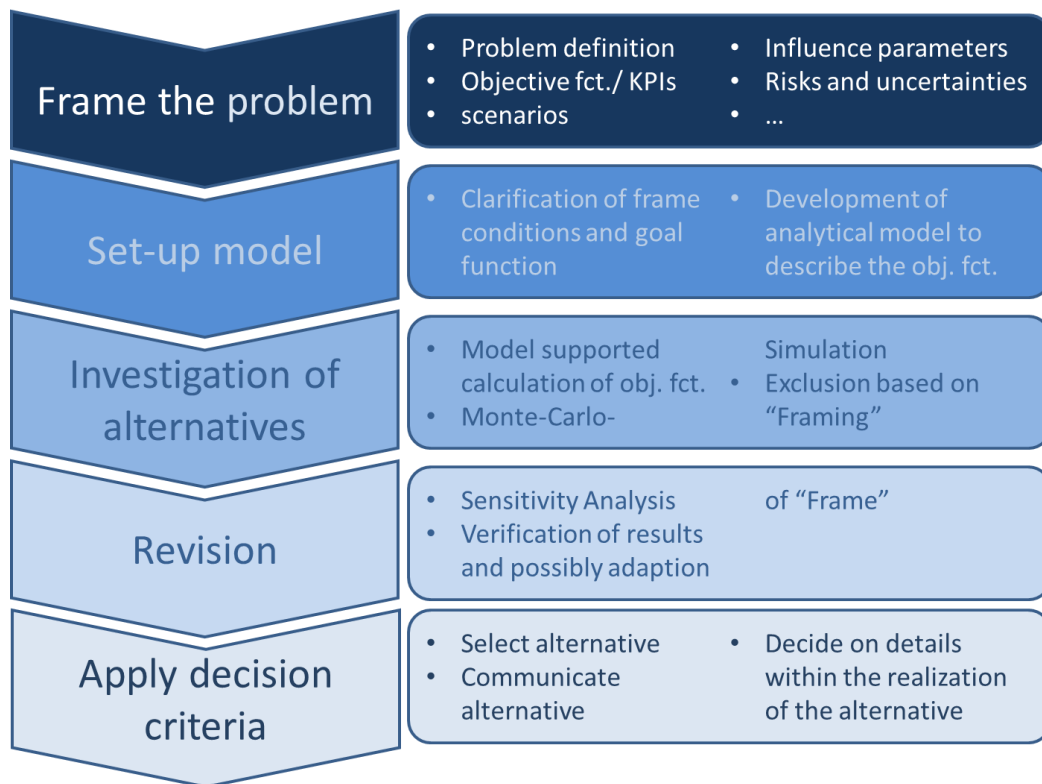 Frame the problem
• Problem definition
• Objective fct./ KPIs
• scenarios
• Influence parameters
• Risks and uncertainties
• ...
Set-up model
• Clarification of frame
conditions and goal
function
• Development of
analytical model to
describe the obj. fct.
Investigation of
alternatives
• Model supported
calculation of obj. fct.
• Monte-Carlo-
Simulation
• Exclusion based on
“Framing”
Revision
• Sensitivity Analysis
• Verification of results
and possibly adaption
of “Frame”
Apply decision
criteria
• Select alternative
• Communicate
alternative
• Decide on details
within the realization
of the alternative